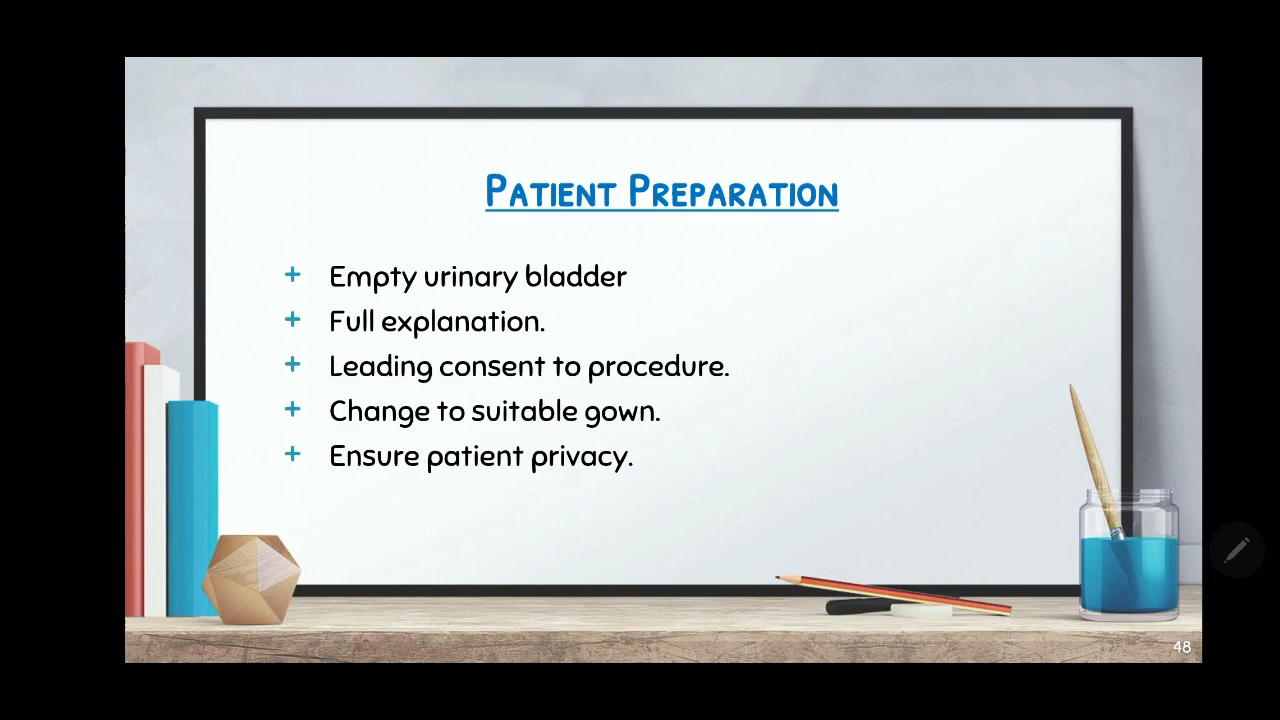 Patient Preparation
+ Empty urinary bladder
+ Full explanation.
+ Leading consent to procedure.
+ Change to suitable gown.
+ Ensure patient privacy.
48